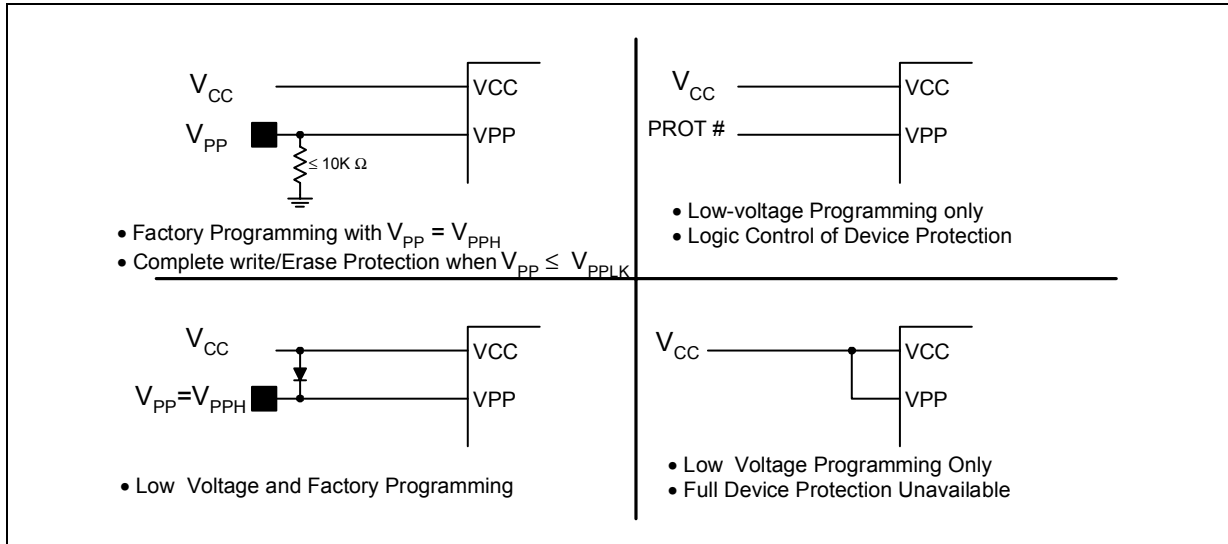 V_CC
VCC
V_PP
VPP
≤ 10K Ω
• Factory Programming with V_PP = V_PPH
• Complete write/Erase Protection when V_PP ≤ V_PPLK
V_CC
VCC
PROT #
VPP
• Low-voltage Programming only
• Logic Control of Device Protection
V_CC
VCC
V_PP=V_PPH
VPP
• Low Voltage and Factory Programming
V_CC
VCC
VPP
• Low Voltage Programming Only
• Full Device Protection Unavailable